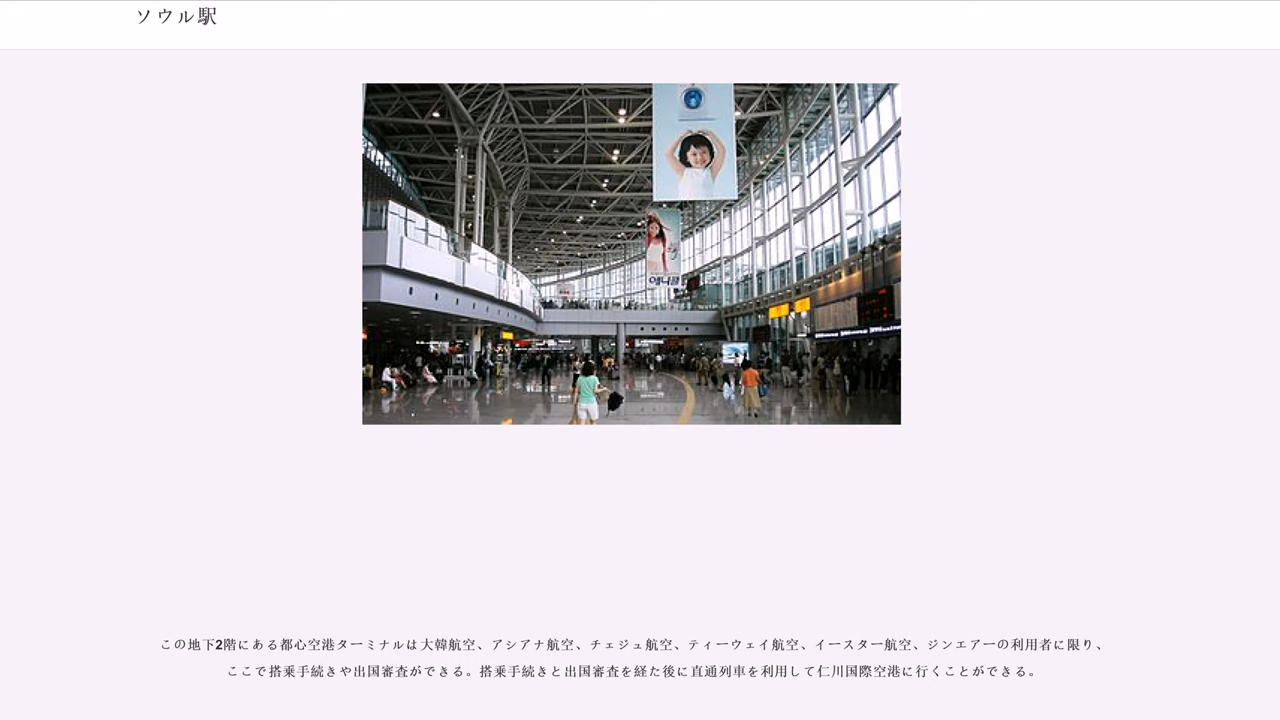 ソウル駅
애니콜
この地下2階にある都心空港ターミナルは大韓航空、アシアナ航空、チェジュ航空、ティーウェイ航空、イースター航空、ジンエアーの利用者に限り、
ここで搭乗手続きや出国審査ができる。搭乗手続きと出国審査を経た後に直通列車を利用して仁川国際空港に行くことができる。